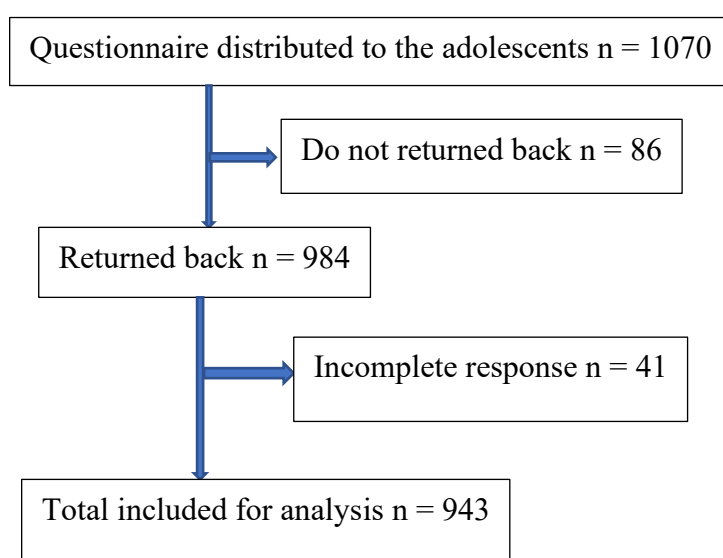 Questionnaire distributed to the adolescents n = 1070
Do not returned back n = 86
Returned back n = 984
Incomplete response n = 41
Total included for analysis n = 943